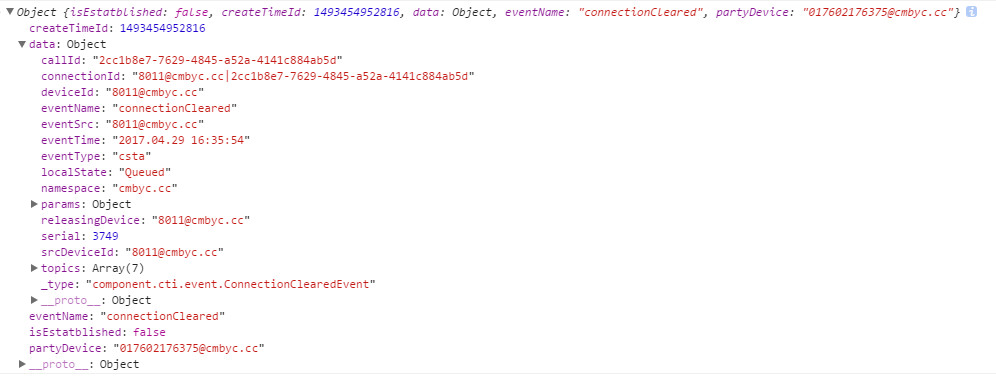 Object {isEstatblished: false, createTimeId: 1493454952816, data: Object, eventName: "connectionCleared", partyDevice: "017602176375@cmbyc.cc"}
createTimeId: 1493454952816
data: Object
callId: "2cc1b8e7-7629-4845-a52a-4141c884ab5d"
connectionId: "8011@cmbyc.cc|2cc1b8e7-7629-4845-a52a-4141c884ab5d"
deviceId: "8011@cmbyc.cc"
eventName: "connectionCleared"
eventSrc: "8011@cmbyc.cc"
eventTime: "2017.04.29 16:35:54"
eventType: "csta"
localState: "Queued"
namespace: "cmbyc.cc"
params: Object
releasingDevice: "8011@cmbyc.cc"
serial: 3749
srcDeviceId: "8011@cmbyc.cc"
topics: Array(7)
_type: "component.cti.event.ConnectionClearedEvent"
__proto__: Object
eventName: "connectionCleared"
isEstatblished: false
partyDevice: "017602176375@cmbyc.cc"
__proto__: Object